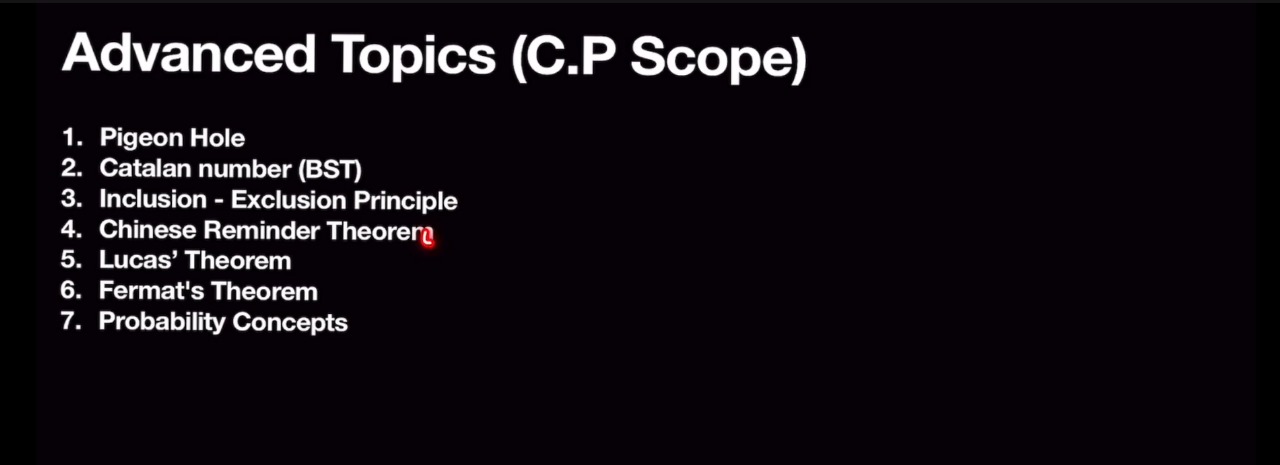 Advanced Topics (C.P Scope)
1. Pigeon Hole
2. Catalan number (BST)
3. Inclusion - Exclusion Principle
4. Chinese Reminder Theorem
5. Lucas’ Theorem
6. Fermat's Theorem
7. Probability Concepts